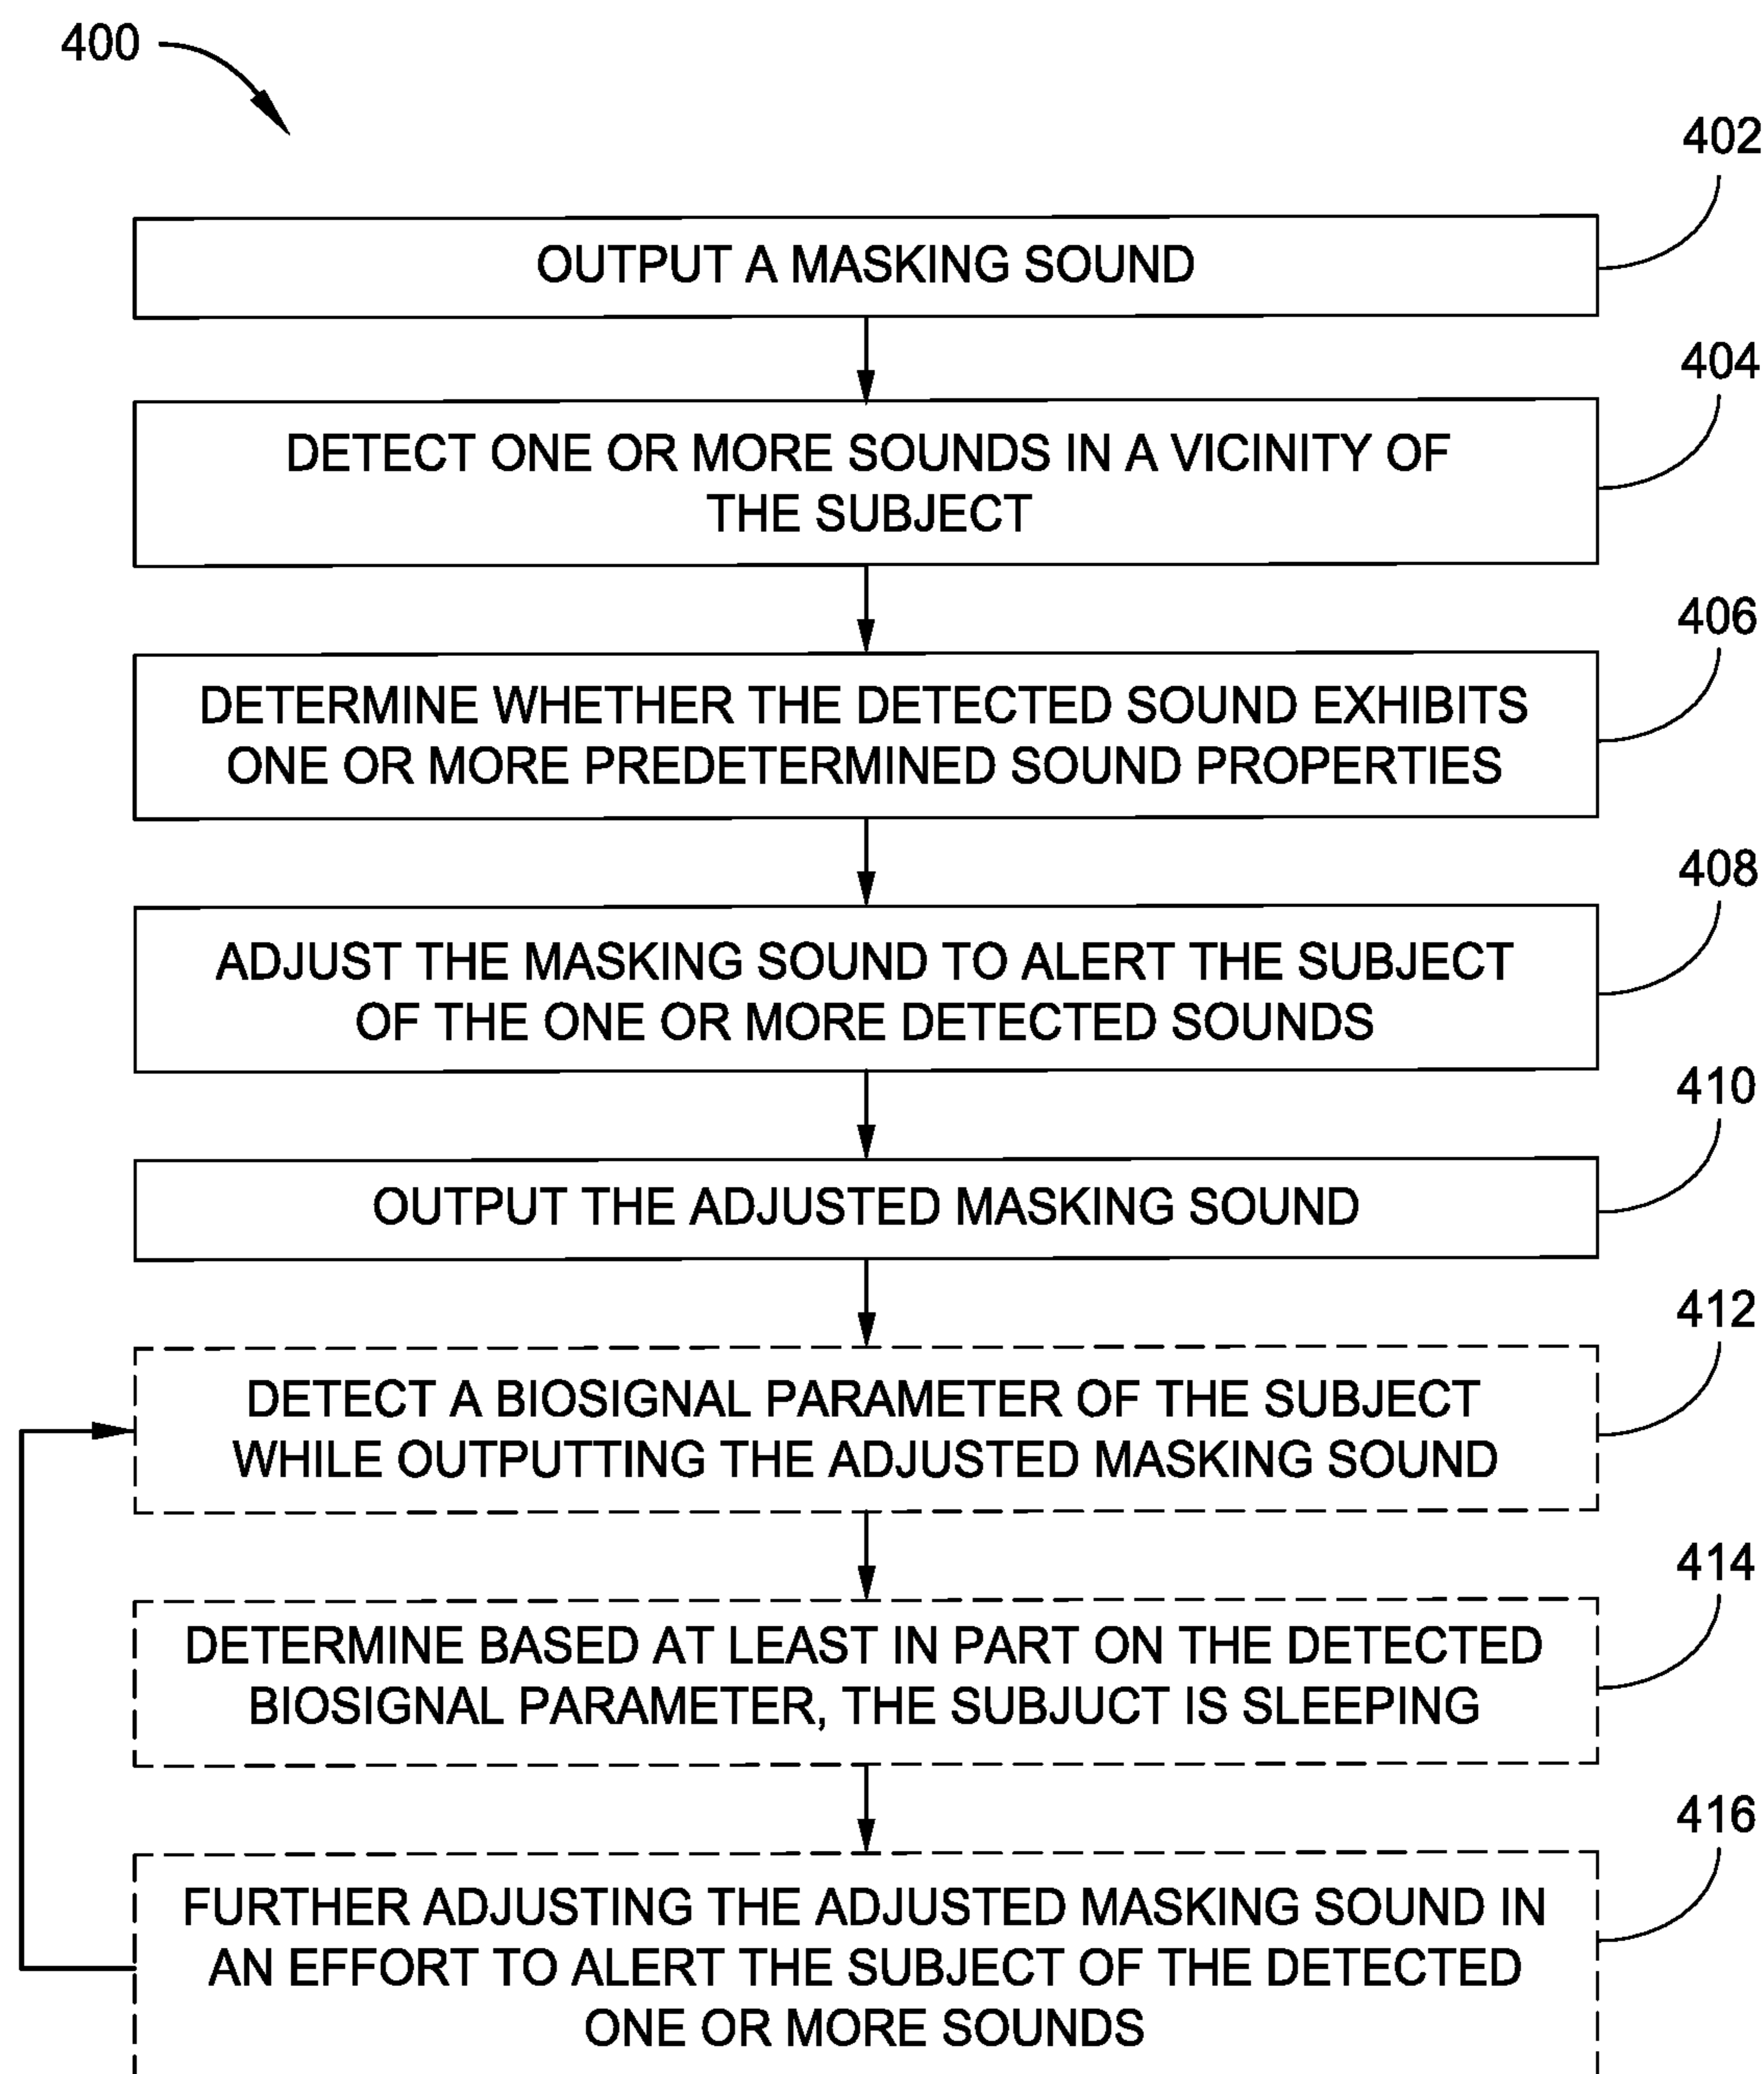 400
402
OUTPUT A MASKING SOUND
404
DETECT ONE OR MORE SOUNDS IN A VICINITY OF
THE SUBJECT
406
DETERMINE WHETHER THE DETECTED SOUND EXHIBITS
ONE OR MORE PREDETERMINED SOUND PROPERTIES
408
ADJUST THE MASKING SOUND TO ALERT THE SUBJECT
OF THE ONE OR MORE DETECTED SOUNDS
410
OUTPUT THE ADJUSTED MASKING SOUND
412
DETECT A BIOSIGNAL PARAMETER OF THE SUBJECT
WHILE OUTPUTTING THE ADJUSTED MASKING SOUND
414
DETERMINE BASED AT LEAST IN PART ON THE DETECTED
BIOSIGNAL PARAMETER, THE SUBJUCT IS SLEEPING
416
FURTHER ADJUSTING THE ADJUSTED MASKING SOUND IN
AN EFFORT TO ALERT THE SUBJECT OF THE DETECTED
ONE OR MORE SOUNDS